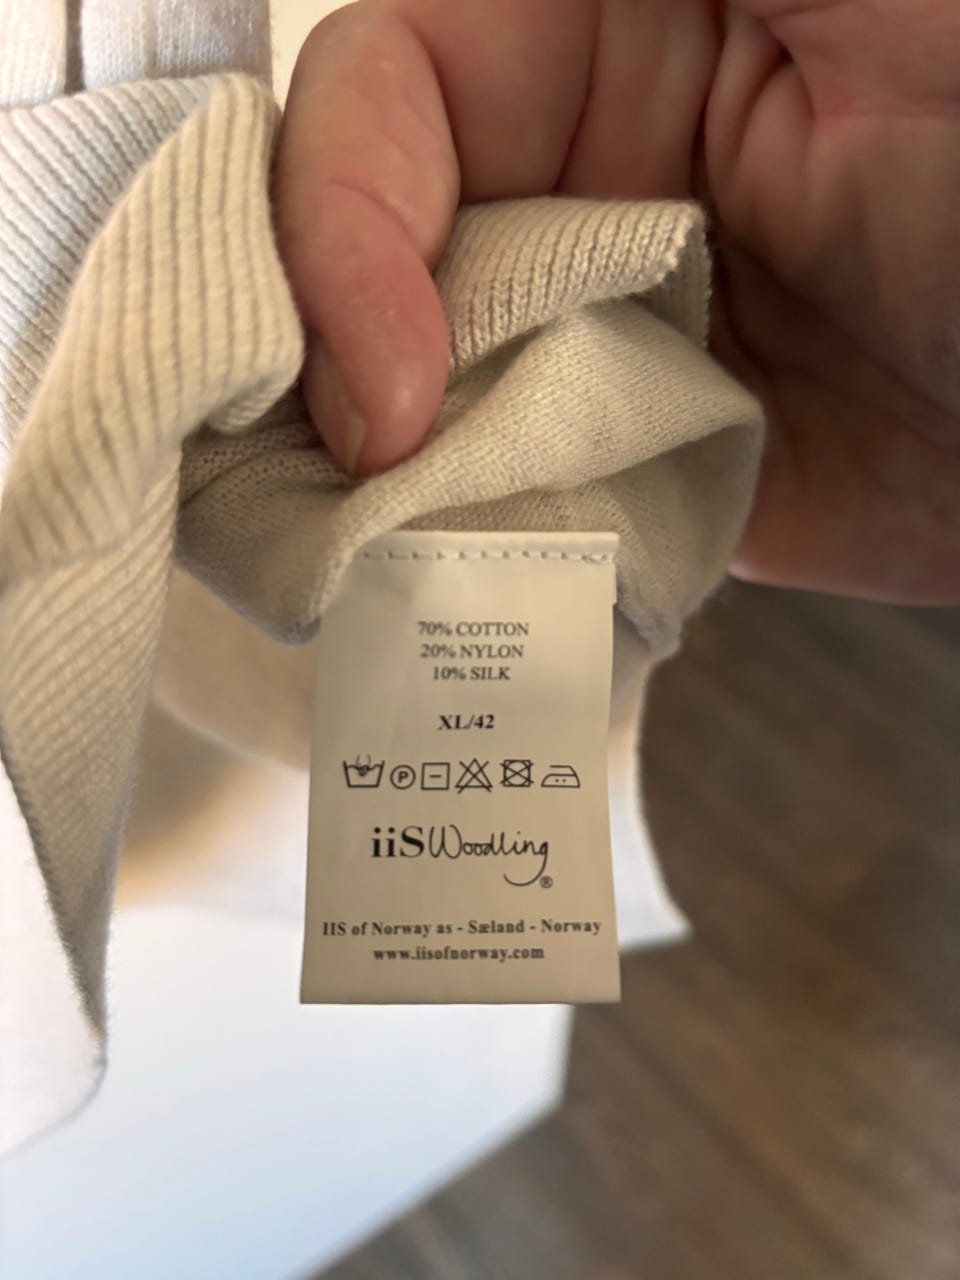 70% COTTON
20% NYLON
10% SILK
XL/42
P
iiS Woodling
®
IIS of Norway as - Sæland - Norway
www.iisofnorway.com